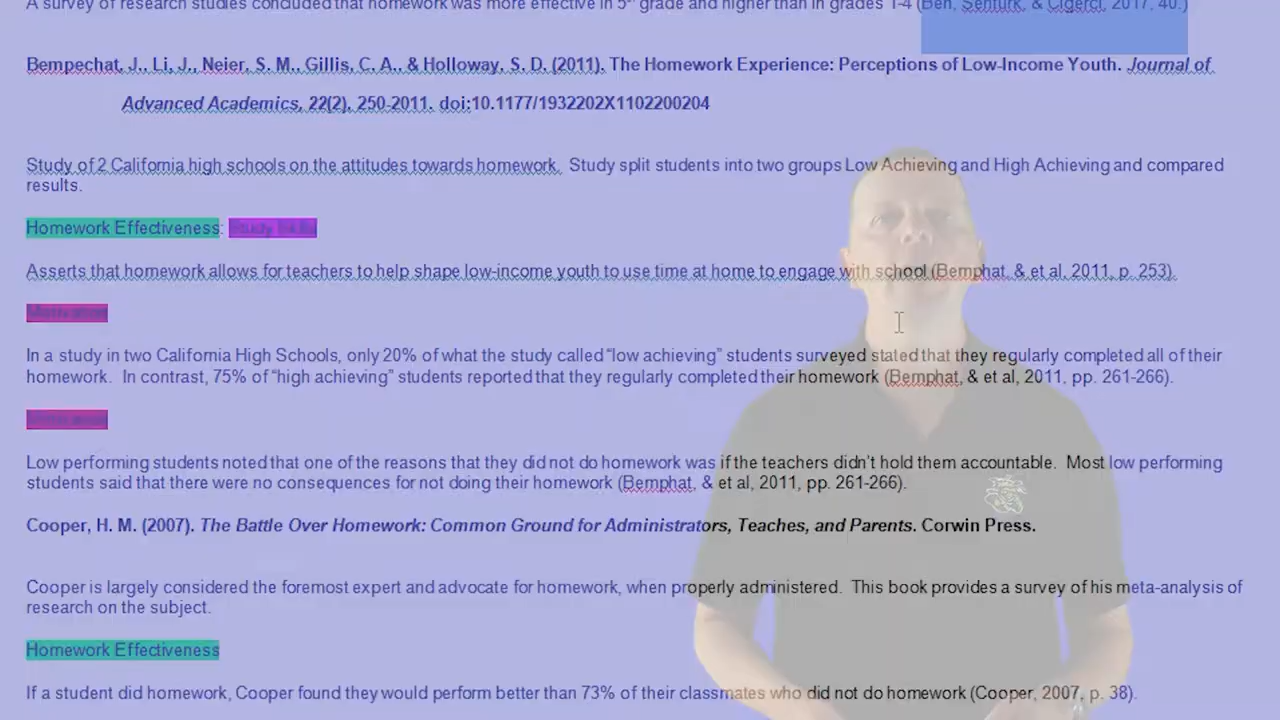 A survey of research studies concluded that homework was more effective in 5th grade and higher than in grades 1-4 (Ben, Senturk, & Cigerci, 2017, 40.)
Bempechat, J., Li, J., Neier, S. M., Gillis, C. A., & Holloway, S. D. (2011). The Homework Experience: Perceptions of Low-Income Youth. Journal of
Advanced Academics, 22(2), 250-2011. doi:10.1177/1932202X1102200204
Study of 2 California high schools on the attitudes towards homework. Study split students into two groups Low Achieving and High Achieving and compared
results.
Homework Effectiveness: Study Skills
Asserts that homework allows for teachers to help shape low-income youth to use time at home to engage with school (Bemphat, & et al, 2011, p. 253).
Motivation
In a study in two California High Schools, only 20% of what the study called “low achieving” students surveyed stated that they regularly completed all of their
homework. In contrast, 75% of “high achieving” students reported that they regularly completed their homework (Bemphat, & et al, 2011, pp. 261-266).
Motivation
Low performing students noted that one of the reasons that they did not do homework was if the teachers didn’t hold them accountable. Most low performing
students said that there were no consequences for not doing their homework (Bemphat, & et al, 2011, pp. 261-266).
Cooper, H. M. (2007). The Battle Over Homework: Common Ground for Administrators, Teaches, and Parents. Corwin Press.
Cooper is largely considered the foremost expert and advocate for homework, when properly administered. This book provides a survey of his meta-analysis of
research on the subject.
Homework Effectiveness
If a student did homework, Cooper found they would perform better than 73% of their classmates who did not do homework (Cooper, 2007, p. 38).